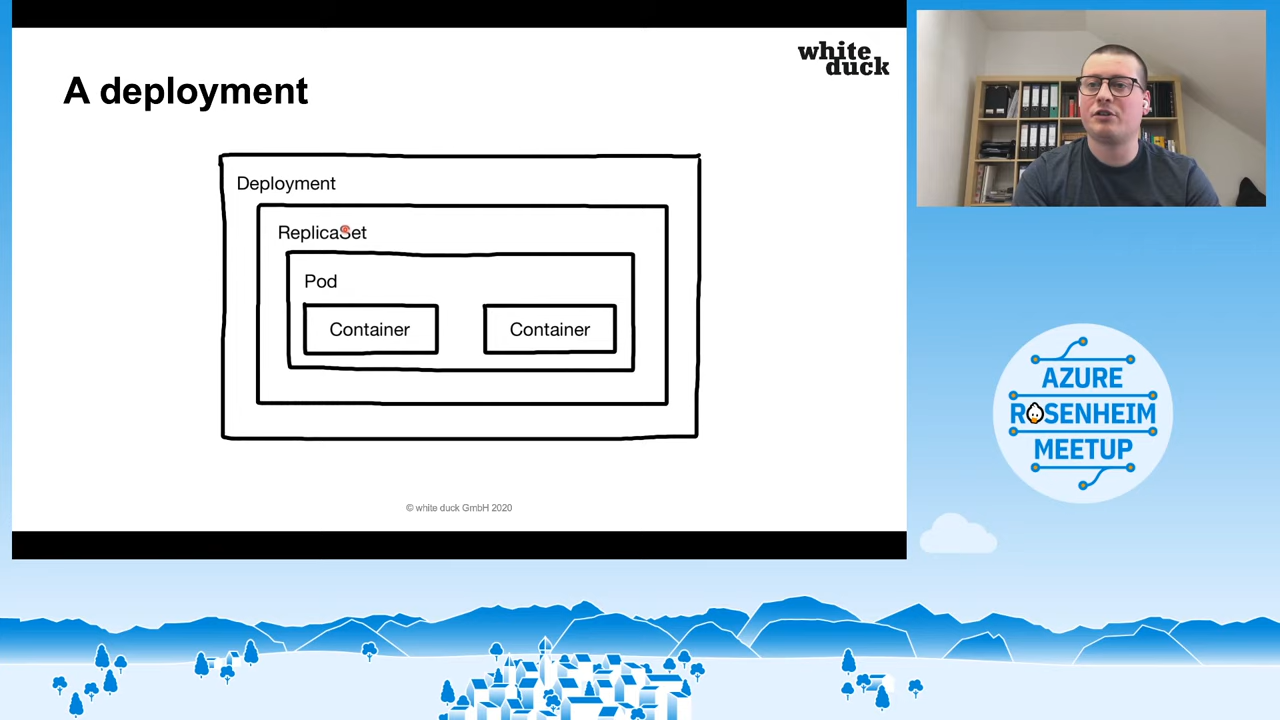 white
duck
A deployment
Deployment
ReplicaSet
Pod
Container Container
© white duck GmbH 2020
AZURE
ROSENHEIM
MEETUP